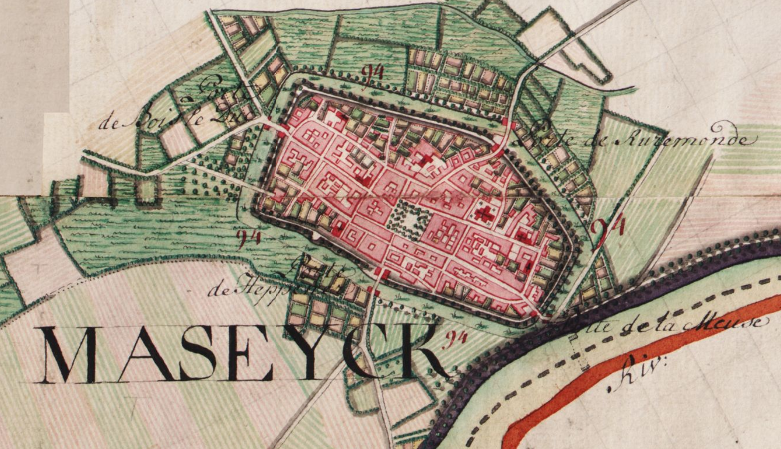 94
Porte
de Bois le Duc
Porte de Ruremonde
94
94
Porte
de Heppe
MASEYCK
94
Porte de la Meuse
Riv: